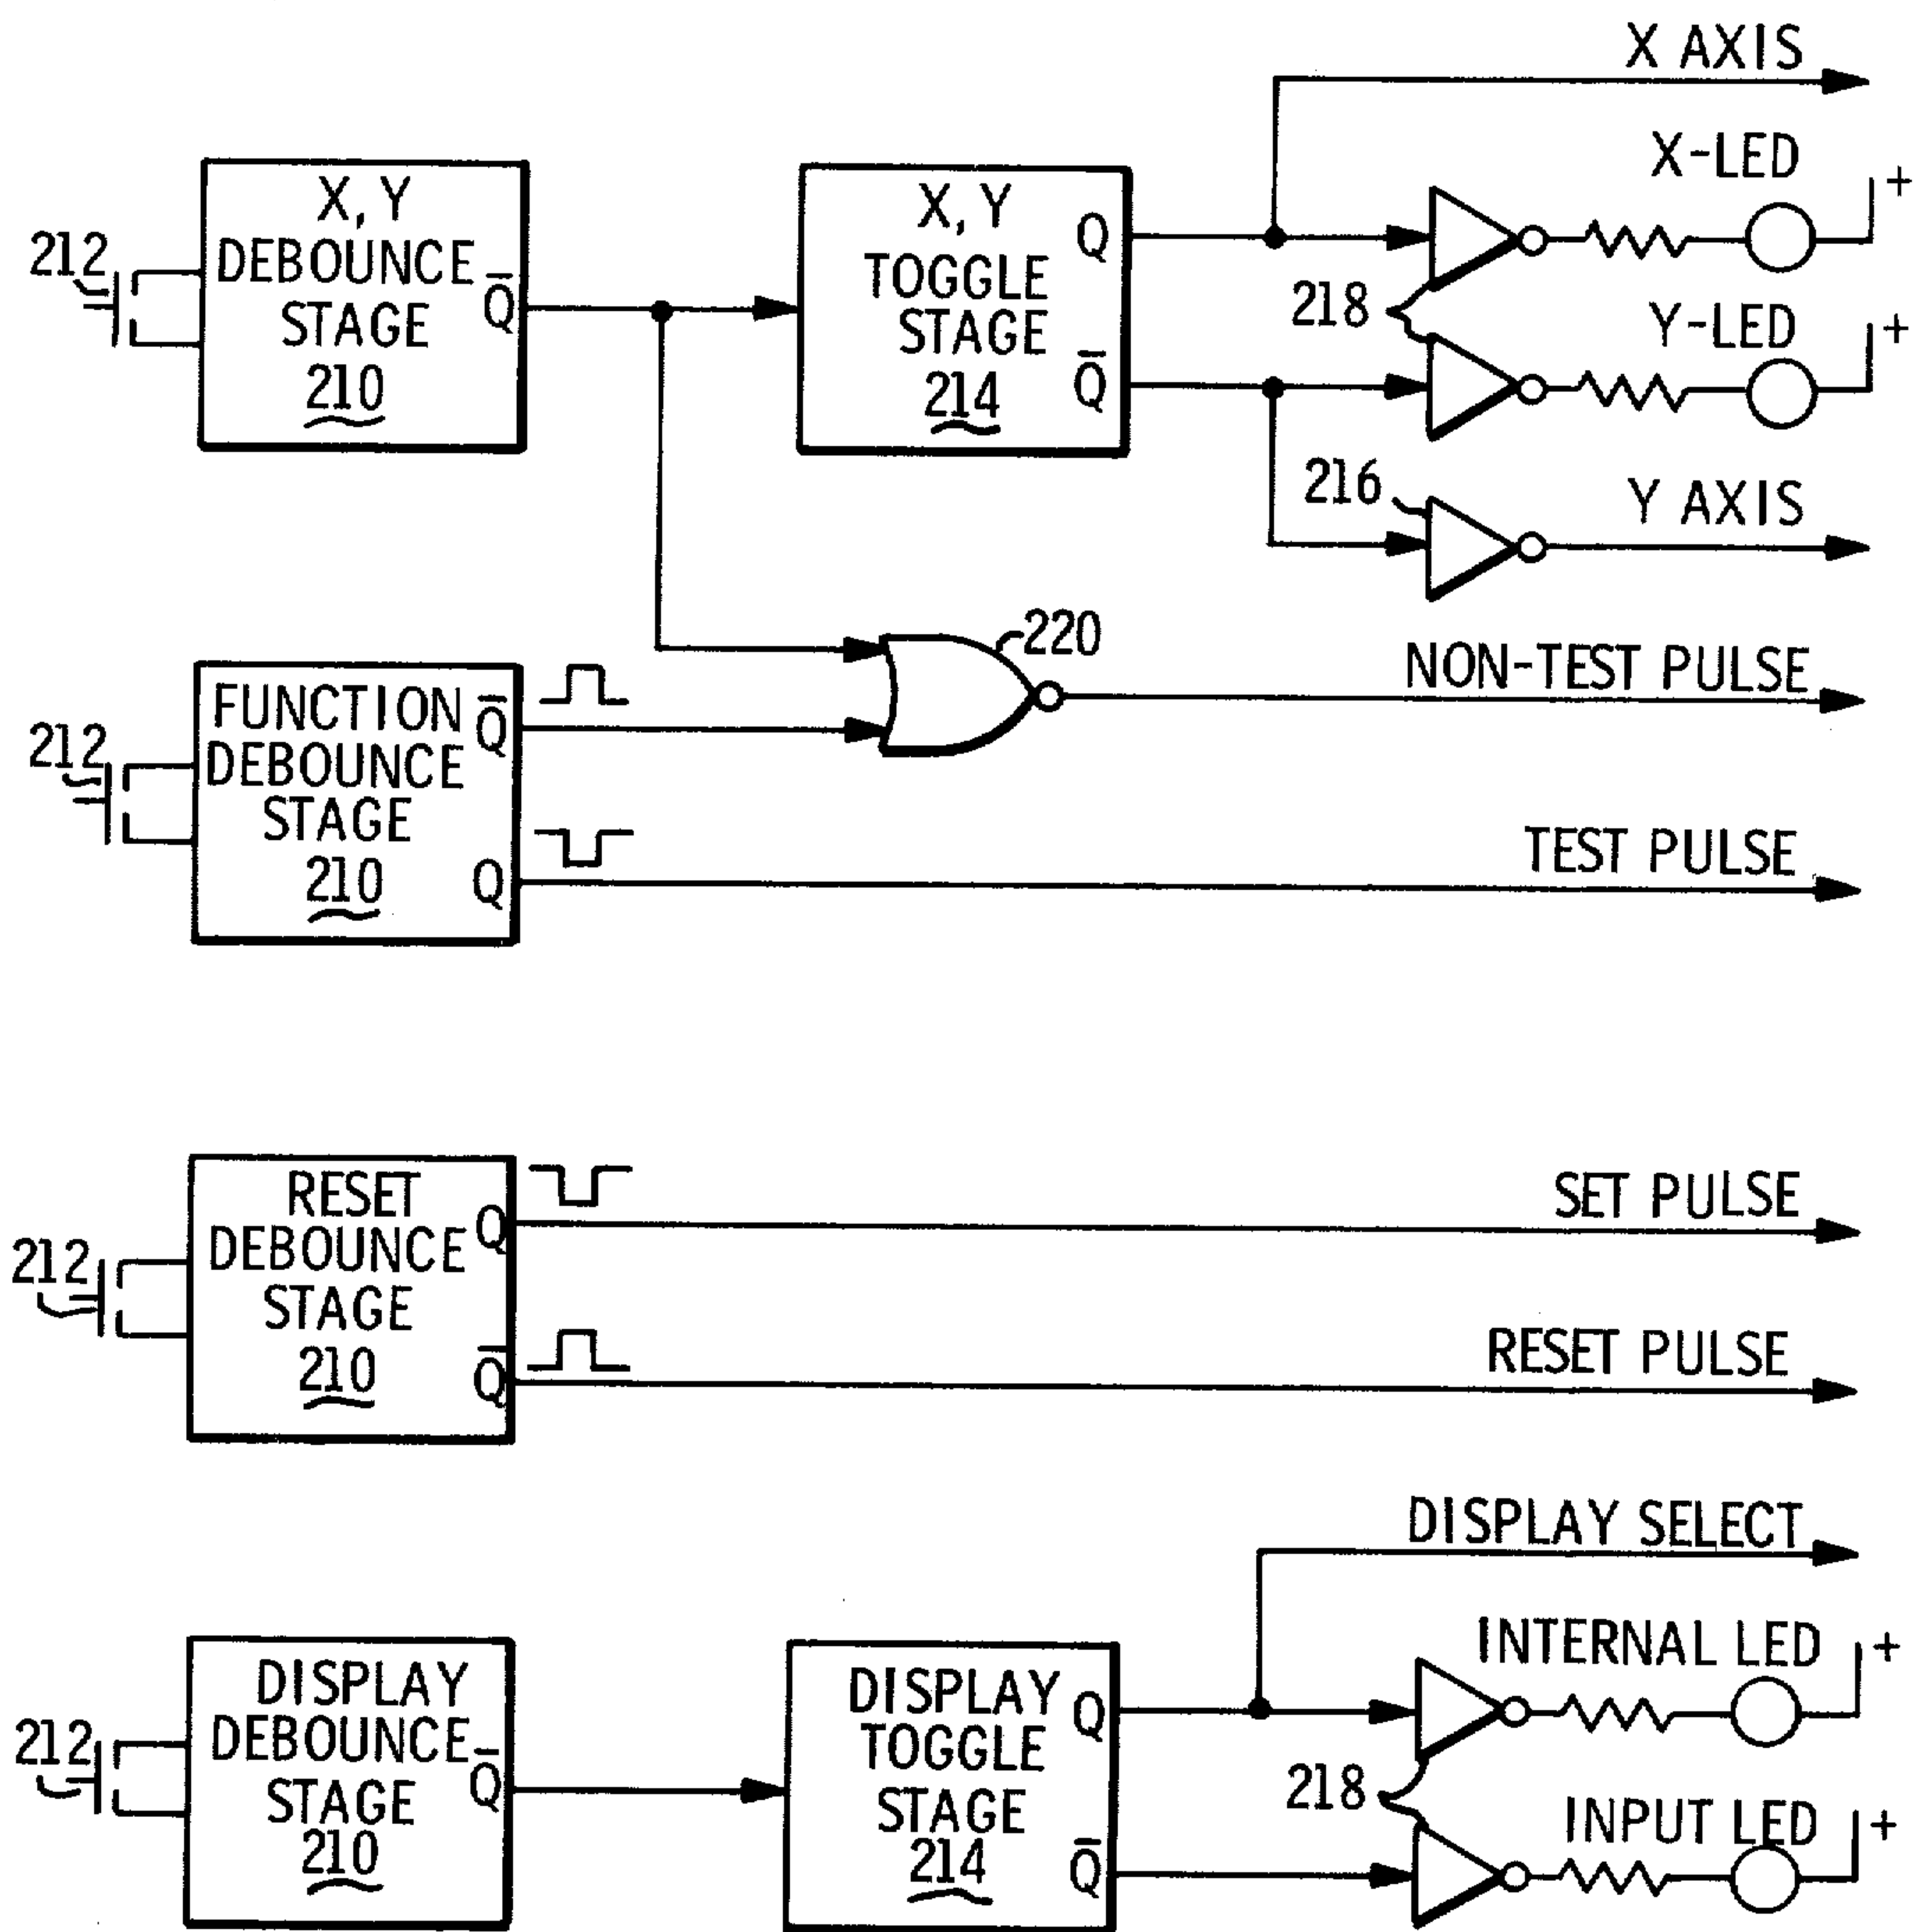 X AXIS
X-LED
+
212
X, Y
DEBOUNCE
STAGE
210
Q̅
X, Y
TOGGLE
STAGE
214
Q
Q̅
218
Y-LED
+
216
Y AXIS
220
NON-TEST PULSE
212
FUNCTION
DEBOUNCE
STAGE
210
Q̅
Q
TEST PULSE
212
RESET
DEBOUNCE
STAGE
210
Q
Q̅
SET PULSE
RESET PULSE
DISPLAY SELECT
212
DISPLAY
DEBOUNCE
STAGE
210
Q̅
DISPLAY
TOGGLE
STAGE
214
Q
Q̅
INTERNAL LED
+
218
INPUT LED
+